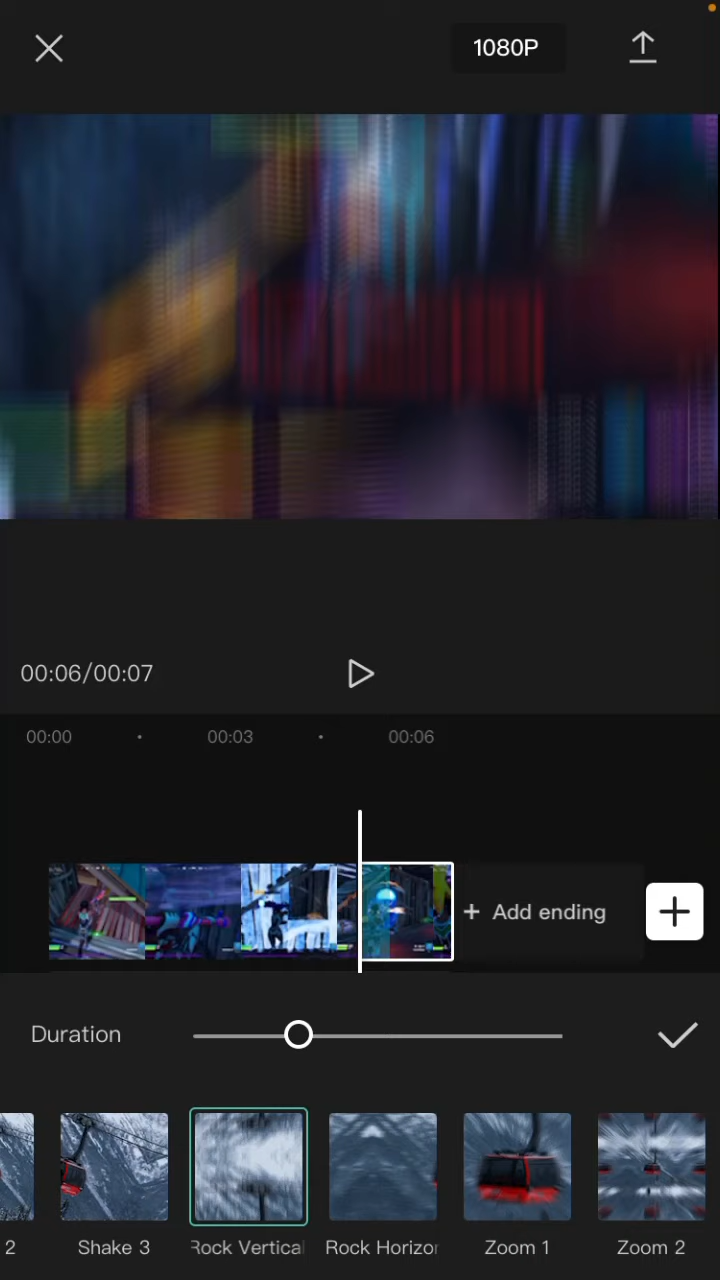 1080P
00:06/00:07
00:00
00:03
00:06
+ Add ending
Duration
2
Shake 3
Rock Vertical
Rock Horizor
Zoom 1
Zoom 2